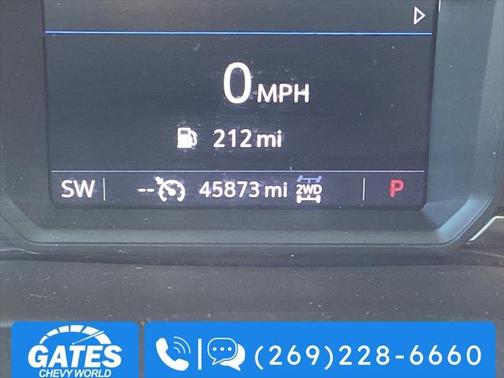 0 MPH
212 mi
SW -- 45873 mi 2WD P
GATES
CHEVY WORLD
(269)228-6660